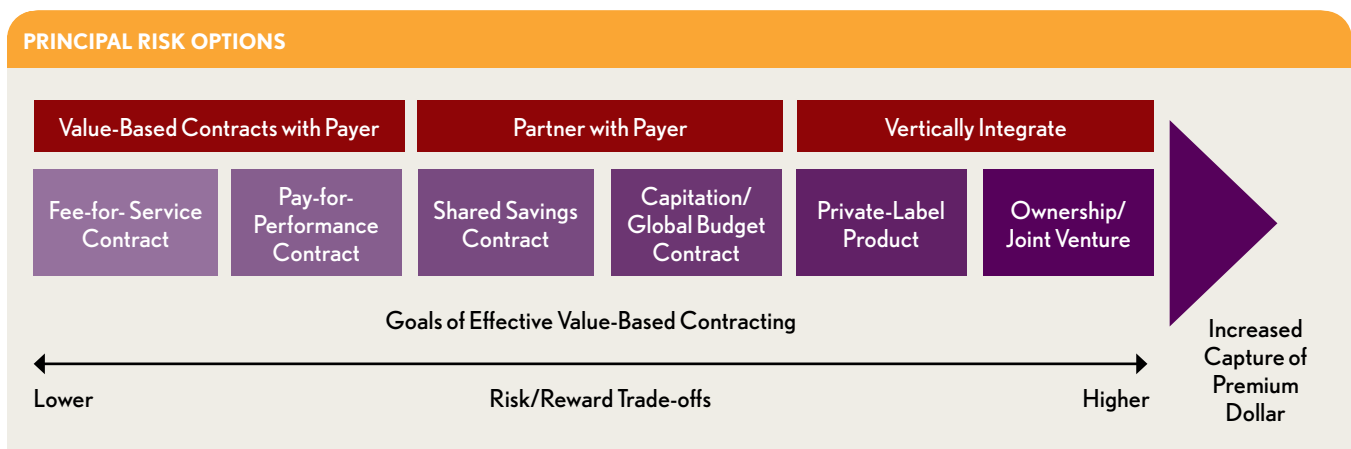 PRINCIPAL RISK OPTIONS
Value-Based Contracts with Payer
Partner with Payer
Vertically Integrate
Fee-for- Service
Contract
Pay-for-
Performance
Contract
Shared Savings
Contract
Capitation/
Global Budget
Contract
Private-Label
Product
Ownership/
Joint Venture
Goals of Effective Value-Based Contracting
Lower
Risk/Reward Trade-offs
Higher
Increased
Capture of
Premium
Dollar